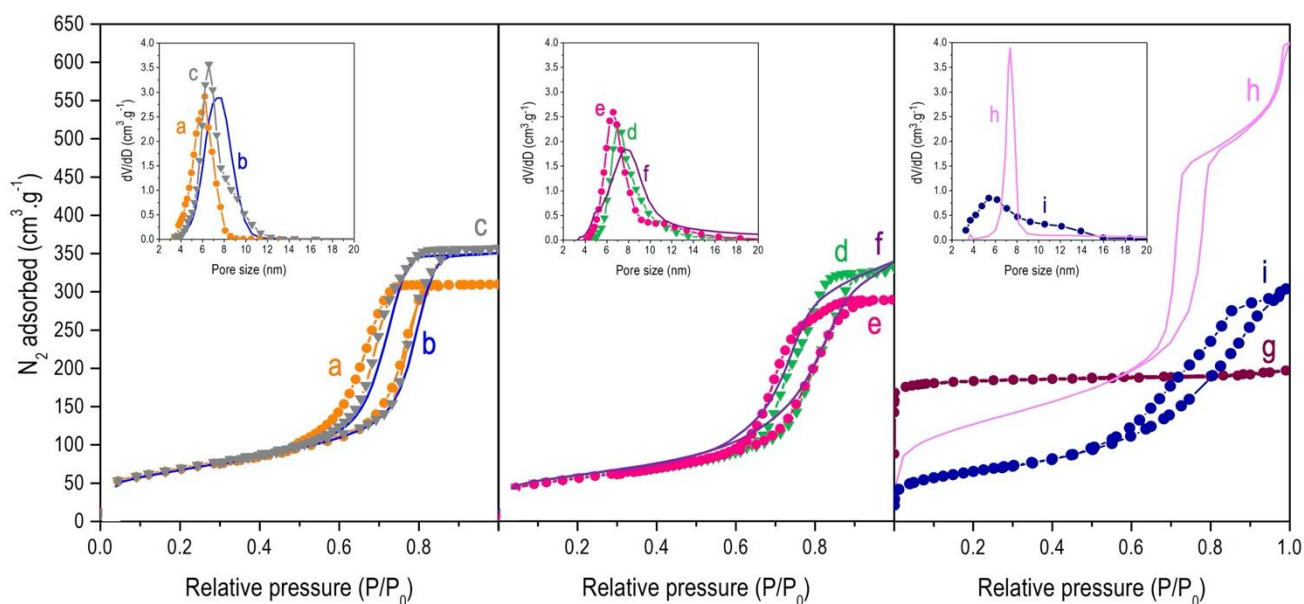 N₂ adsorbed (cm³.g⁻¹)
650
600
550
500
450
400
350
300
250
200
150
100
50
0
0.0
0.2
0.4
0.6
0.8
Relative pressure (P/P₀)
a
b
c
dV/dD (cm³.g⁻¹)
4.0
3.5
3.0
2.5
2.0
1.5
1.0
0.5
0.0
2 4 6 8 10 12 14 16 18 20
Pore size (nm)
c
a
b
0.2
0.4
0.6
0.8
Relative pressure (P/P₀)
d
f
e
dV/dD (cm³.g⁻¹)
4.0
3.5
3.0
2.5
2.0
1.5
1.0
0.5
0.0
2 4 6 8 10 12 14 16 18 20
Pore size (nm)
e
d
f
0.2
0.4
0.6
0.8
1.0
Relative pressure (P/P₀)
h
i
g
dV/dD (cm³.g⁻¹)
4.0
3.5
3.0
2.5
2.0
1.5
1.0
0.5
0.0
2 4 6 8 10 12 14 16 18 20
Pore size (nm)
h
i